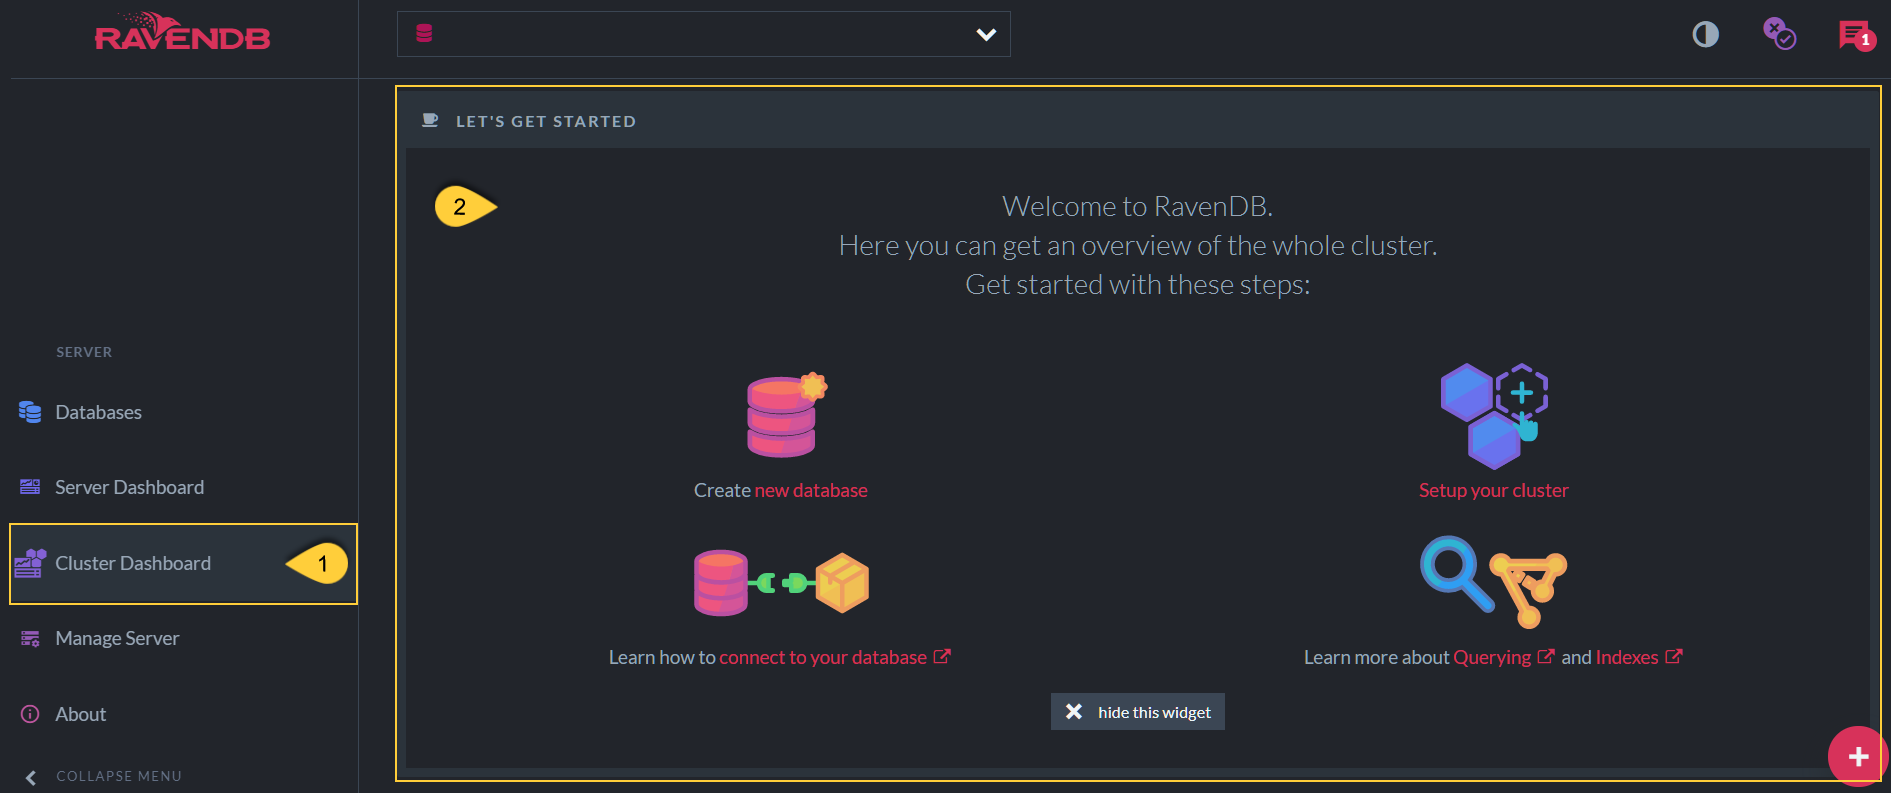 RAVENDB
1
LET'S GET STARTED
2
Welcome to RavenDB.
Here you can get an overview of the whole cluster.
Get started with these steps:
SERVER
Databases
Server Dashboard
Cluster Dashboard
1
Manage Server
About
COLLAPSE MENU
Create new database
Setup your cluster
Learn how to connect to your database
Learn more about Querying and Indexes
hide this widget